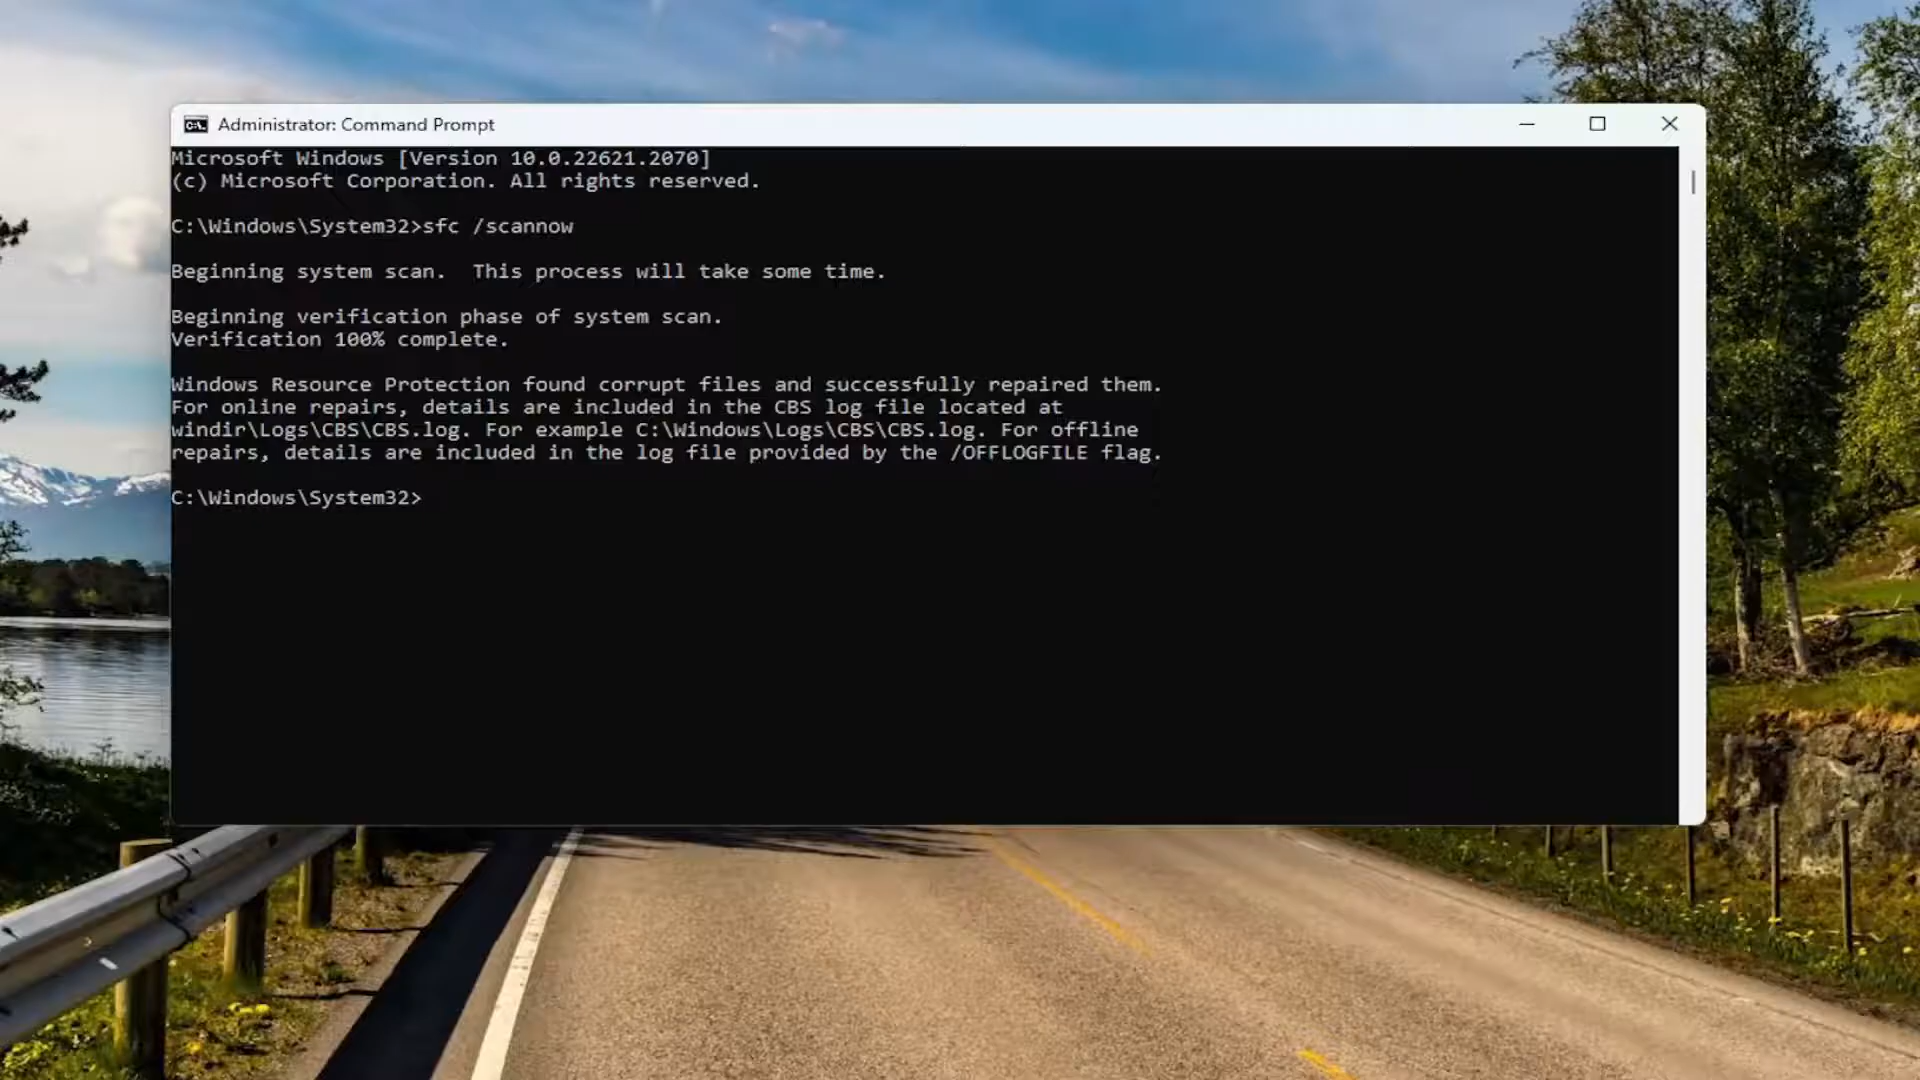 Administrator: Command Prompt
Microsoft Windows [Version 10.0.22621.2070]
(c) Microsoft Corporation. All rights reserved.
C:\Windows\System32>sfc /scannow
Beginning system scan.  This process will take some time.
Beginning verification phase of system scan.
Verification 100% complete.
Windows Resource Protection found corrupt files and successfully repaired them.
For online repairs, details are included in the CBS log file located at
windir\Logs\CBS\CBS.log. For example C:\Windows\Logs\CBS\CBS.log. For offline
repairs, details are included in the log file provided by the /OFFLOGFILE flag.
C:\Windows\System32>